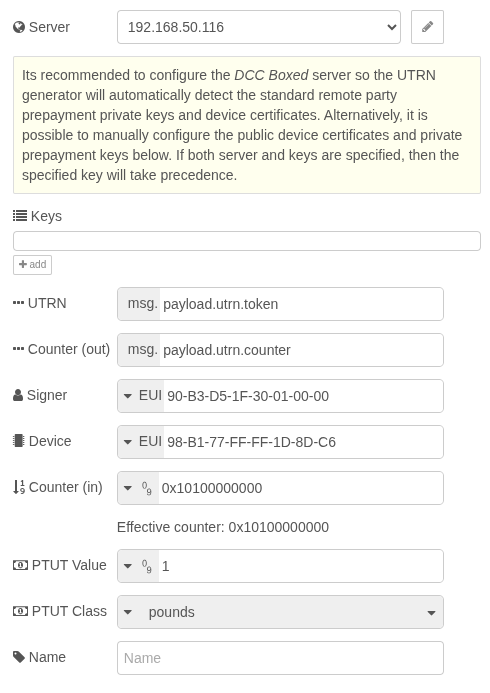 Server 192.168.50.116
Its recommended to configure the DCC Boxed server so the UTRN
generator will automatically detect the standard remote party
prepayment private keys and device certificates. Alternatively, it is
possible to manually configure the public device certificates and private
prepayment keys below. If both server and keys are specified, then the
specified key will take precedence.
Keys
add
UTRN msg. payload.utrn.token
Counter (out) msg. payload.utrn.counter
Signer EUI 90-B3-D5-1F-30-01-00-00
Device EUI 98-B1-77-FF-FF-1D-8D-C6
Counter (in) 0x10100000000
Effective counter: 0x10100000000
PTUT Value 1
PTUT Class pounds
Name Name